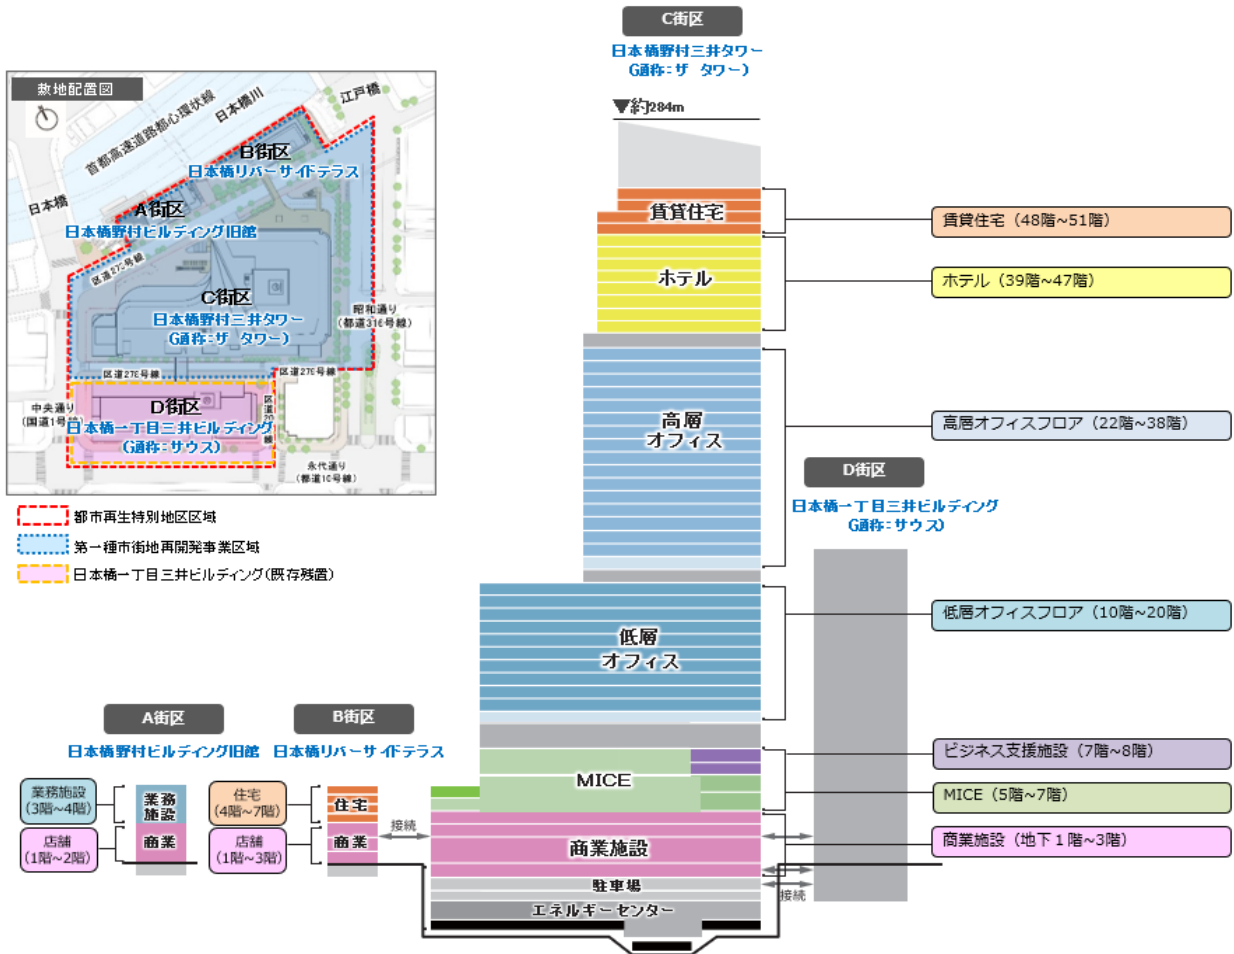 C街区
日本橋野村三井タワー
G通称：ザ タワー）
▼約284m
敷地配置図
首都高速道路都心環状線
日本橋川
江戸橋
日本橋
B街区
日本橋リバーサイドテラス
A街区
日本橋野村ビルディング旧館
区道275号線
C街区
日本橋野村三井タワー
G通称：ザ タワー）
昭和通り
（都道316号線）
区道276号線
区道276号線
中央通り
（国道1号線）
D街区
日本橋一丁目三井ビルディング
（通称：サウス）
永代通り
（都道10号線）
都市再生特別地区区域
第一種市街地再開発事業区域
日本橋一丁目三井ビルディング（既存残置）
賃貸住宅
賃貸住宅（48階~51階）
ホテル
ホテル（39階~47階）
高層
オフィス
高層オフィスフロア（22階~38階）
D街区
日本橋一丁目三井ビルディング
G通称：サウス）
低層
オフィス
低層オフィスフロア（10階~20階）
A街区
日本橋野村ビルディング旧館
B街区
日本橋リバーサイドテラス
ビジネス支援施設（7階~8階）
MICE
MICE（5階~7階）
業務施設
（3階~4階）
業務
施設
店舗
（1階~2階）
商業
住宅
（4階~7階）
住宅
店舗
（1階~3階）
商業
接続
商業施設
商業施設（地下１階~3階）
駐車場
接続
エネルギーセンター